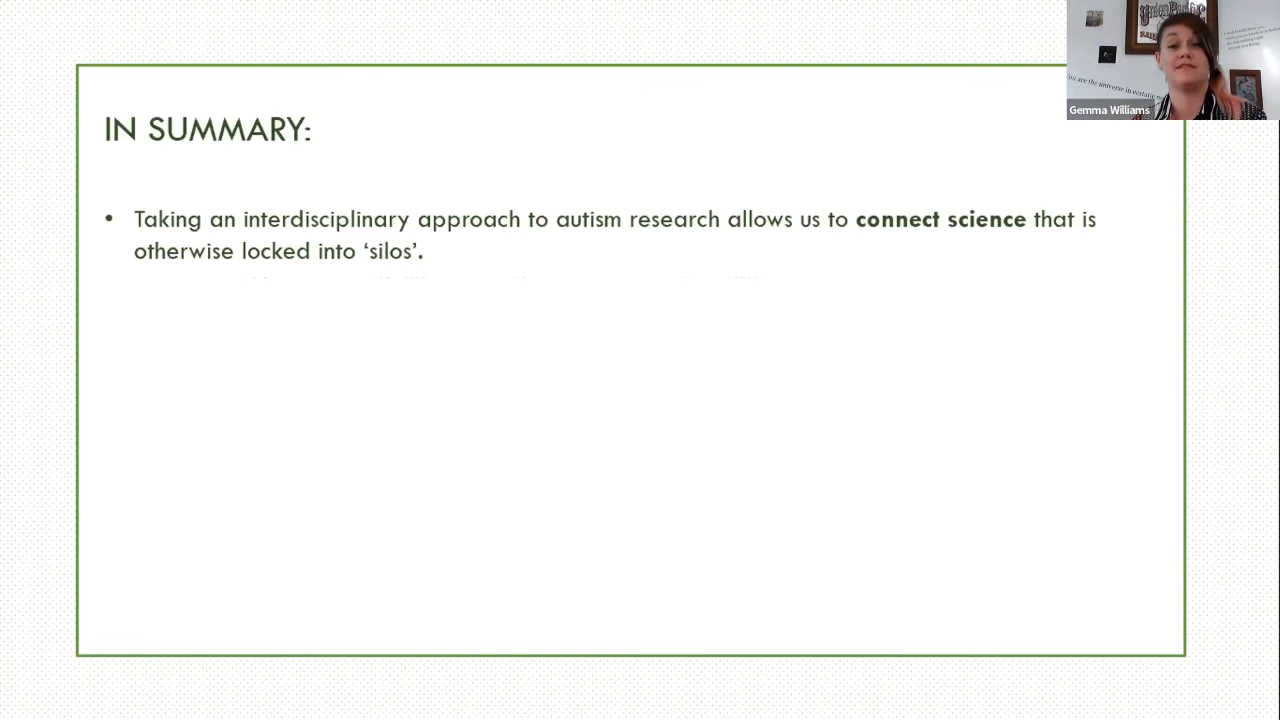 IN SUMMARY:
• Taking an interdisciplinary approach to autism research allows us to connect science that is
otherwise locked into ‘silos’.
Gemma Williams